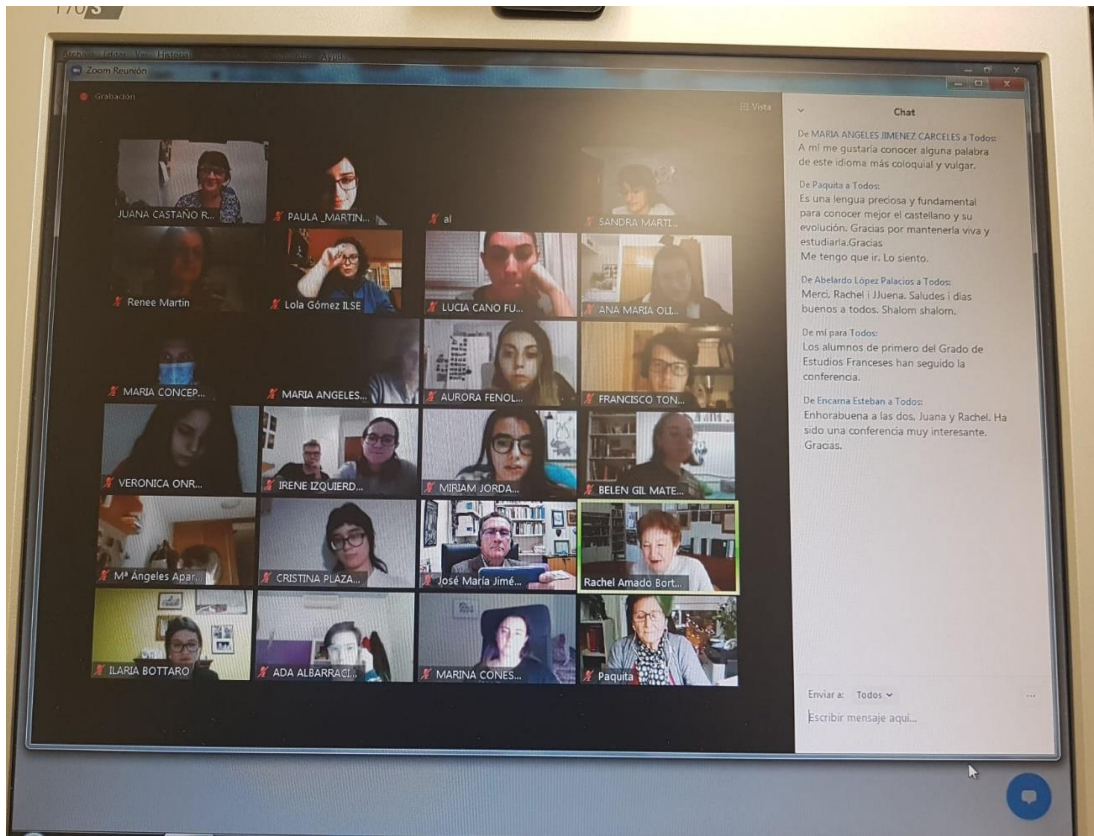 170S
Archivo Editar Ver Historial
Ayuda
Zoom Reunión
Grabación
Vista
JUANA CASTAÑO R...
PAULA _MARTIN...
al
SANDRA MARTI...
Renee Martin
Lola Gómez ILSE
LUCIA CANO FU...
ANA MARIA OLI...
MARIA CONCEP...
MARIA ANGELES...
AURORA FENOL...
FRANCISCO TON...
VERONICA ONR...
IRENE IZQUIERD...
MIRIAM JORDA...
BELEN GIL MATE...
Mª Ángeles Apar...
CRISTINA PLAZA...
José María Jimé...
Rachel Amado Bort...
ILARIA BOTTARO
ADA ALBARRACI...
MARINA CONES...
Paquita
Chat
De MARIA ANGELES JIMENEZ CARCELES a Todos:
A mí me gustaría conocer alguna palabra
de este idioma más coloquial y vulgar.
De Paquita a Todos:
Es una lengua preciosa y fundamental
para conocer mejor el castellano y su
evolución. Gracias por mantenerla viva y
estudiarla.Gracias
Me tengo que ir. Lo siento.
De Abelardo López Palacios a Todos:
Merci, Rachel i JJuena. Saludes i dias
buenos a todos. Shalom shalom.
De mí para Todos:
Los alumnos de primero del Grado de
Estudios Franceses han seguido la
conferencia.
De Encarna Esteban a Todos:
Enhorabuena a las dos, Juana y Rachel. Ha
sido una conferencia muy interesante.
Gracias.
Enviar a: Todos
Escribir mensaje aquí...